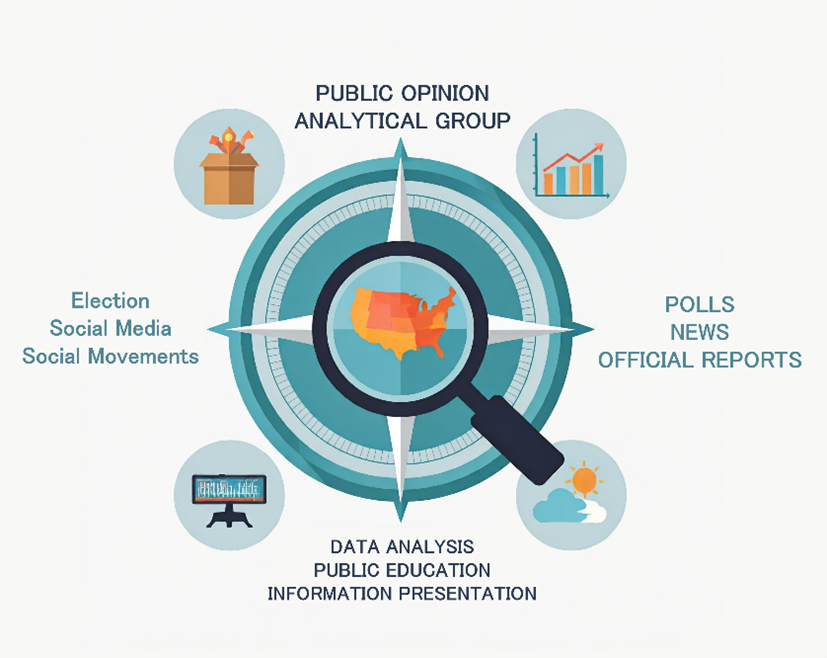 PUBLIC OPINION
ANALYTICAL GROUP
Election
Social Media
Social Movements
POLLS
NEWS
OFFICIAL REPORTS
DATA ANALYSIS
PUBLIC EDUCATION
INFORMATION PRESENTATION